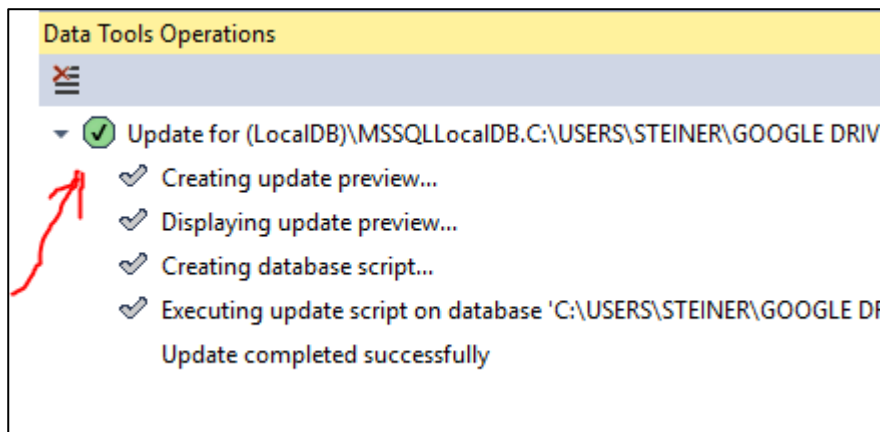 Data Tools Operations
Update for (LocalDB)\MSSQLLocalDB.C:\USERS\STEINER\GOOGLE DRIV
Creating update preview...
Displaying update preview...
Creating database script...
Executing update script on database 'C:\USERS\STEINER\GOOGLE DR
Update completed successfully